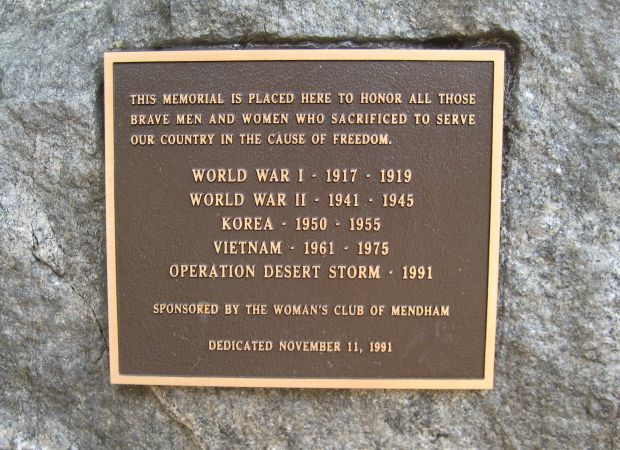 THIS MEMORIAL IS PLACED HERE TO HONOR ALL THOSE
BRAVE MEN AND WOMEN WHO SACRIFICED TO SERVE
OUR COUNTRY IN THE CAUSE OF FREEDOM.
WORLD WAR I - 1917 - 1919
WORLD WAR II - 1941 - 1945
KOREA - 1950 - 1955
VIETNAM - 1961 - 1975
OPERATION DESERT STORM - 1991
SPONSORED BY THE WOMAN'S CLUB OF MENDHAM
DEDICATED NOVEMBER 11, 1991